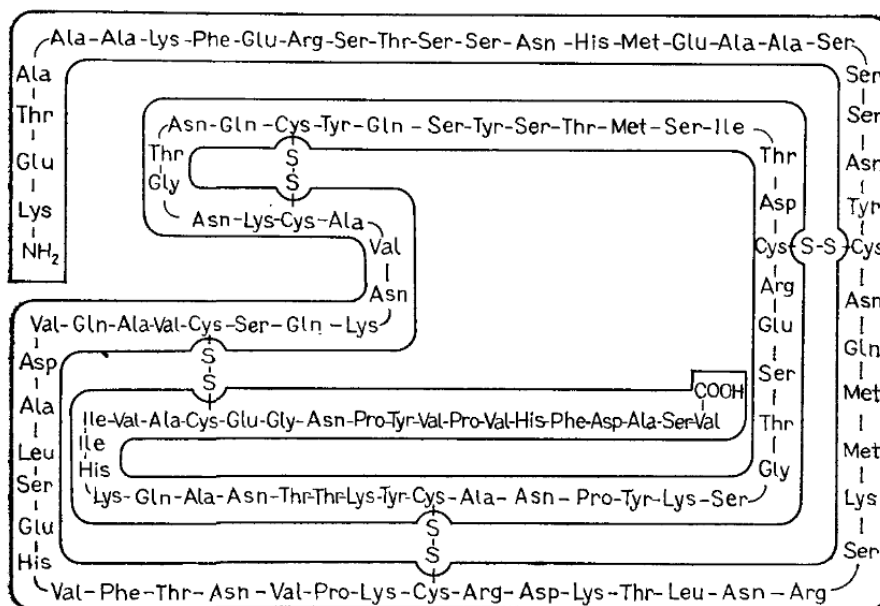 Ala-Ala-Lys-Phe-Glu-Arg-Ser-Thr-Ser-Ser-Asn-His-Met-Glu-Ala-Ala-Ser
Ala
Thr
Glu
Lys
NH2
Ser
Ser
Asn
Tyr
Cys
Asn
Gln
Met
Met
Lys
Ser
Asn-Gln-Cys-Tyr-Gln-Ser-Tyr-Ser-Thr-Met-Ser-Ile
Thr
Gly
S
S
Asn-Lys-Cys-Ala
Val
Asn
Thr
Asp
Cys-S-S-Cys
Arg
Glu
Ser
Thr
Gly
Val-Gln-Ala-Val-Cys-Ser-Gln-Lys
S
S
Asp
Ala
Leu
Ser
Glu
His
COOH
Ile-Val-Ala-Cys-Glu-Gly-Asn-Pro-Tyr-Val-Pro-Val-His-Phe-Asp-Ala-Ser-Val
Ile
His
Lys-Gln-Ala-Asn-Thr-Thr-Lys-Tyr-Cys-Ala-Asn-Pro-Tyr-Lys-Ser
S
S
Val-Phe-Thr-Asn-Val-Pro-Lys-Cys-Arg-Asp-Lys-Thr-Leu-Asn-Arg